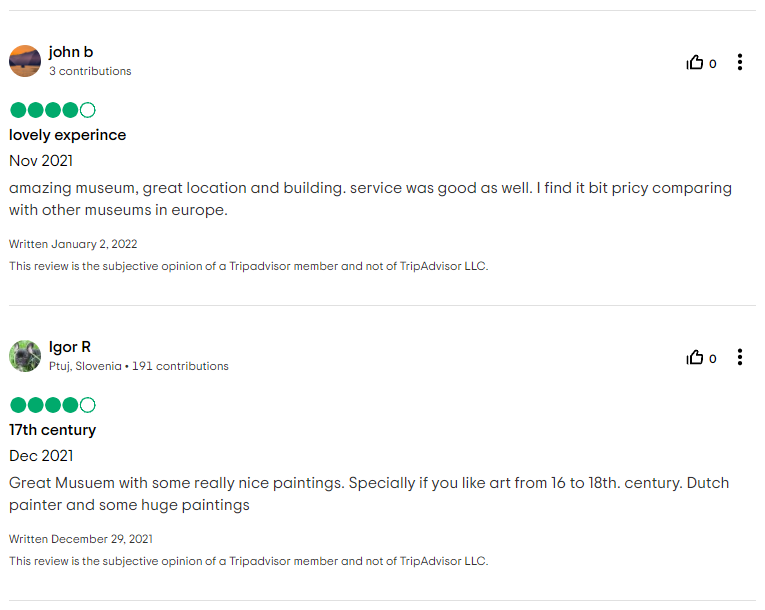 john b
3 contributions
0
lovely experince
Nov 2021
amazing museum, great location and building. service was good as well. I find it bit pricy comparing
with other museums in europe.
Written January 2, 2022
This review is the subjective opinion of a Tripadvisor member and not of TripAdvisor LLC.
Igor R
Ptuj, Slovenia • 191 contributions
0
17th century
Dec 2021
Great Musuem with some really nice paintings. Specially if you like art from 16 to 18th. century. Dutch
painter and some huge paintings
Written December 29, 2021
This review is the subjective opinion of a Tripadvisor member and not of TripAdvisor LLC.